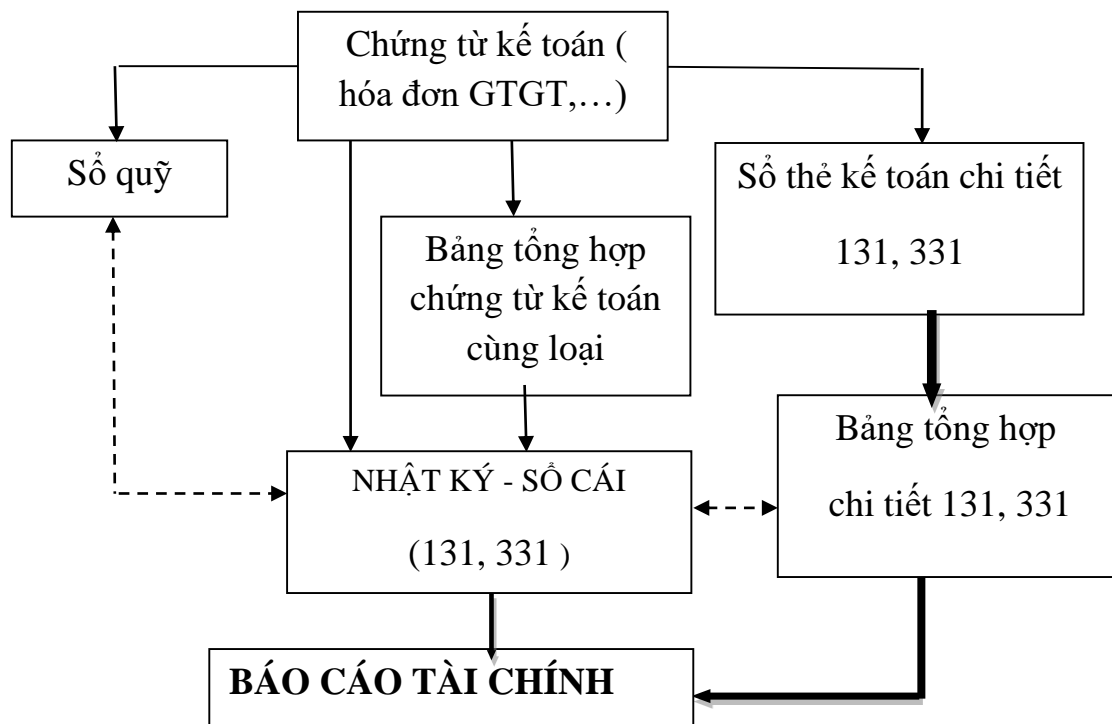 Chứng từ kế toán (
hóa đơn GTGT,…)
Sổ quỹ
Sổ thẻ kế toán chi tiết
131, 331
Bảng tổng hợp
chứng từ kế toán
cùng loại
Bảng tổng hợp
chi tiết 131, 331
NHẬT KÝ - SỔ CÁI
(131, 331 )
BÁO CÁO TÀI CHÍNH